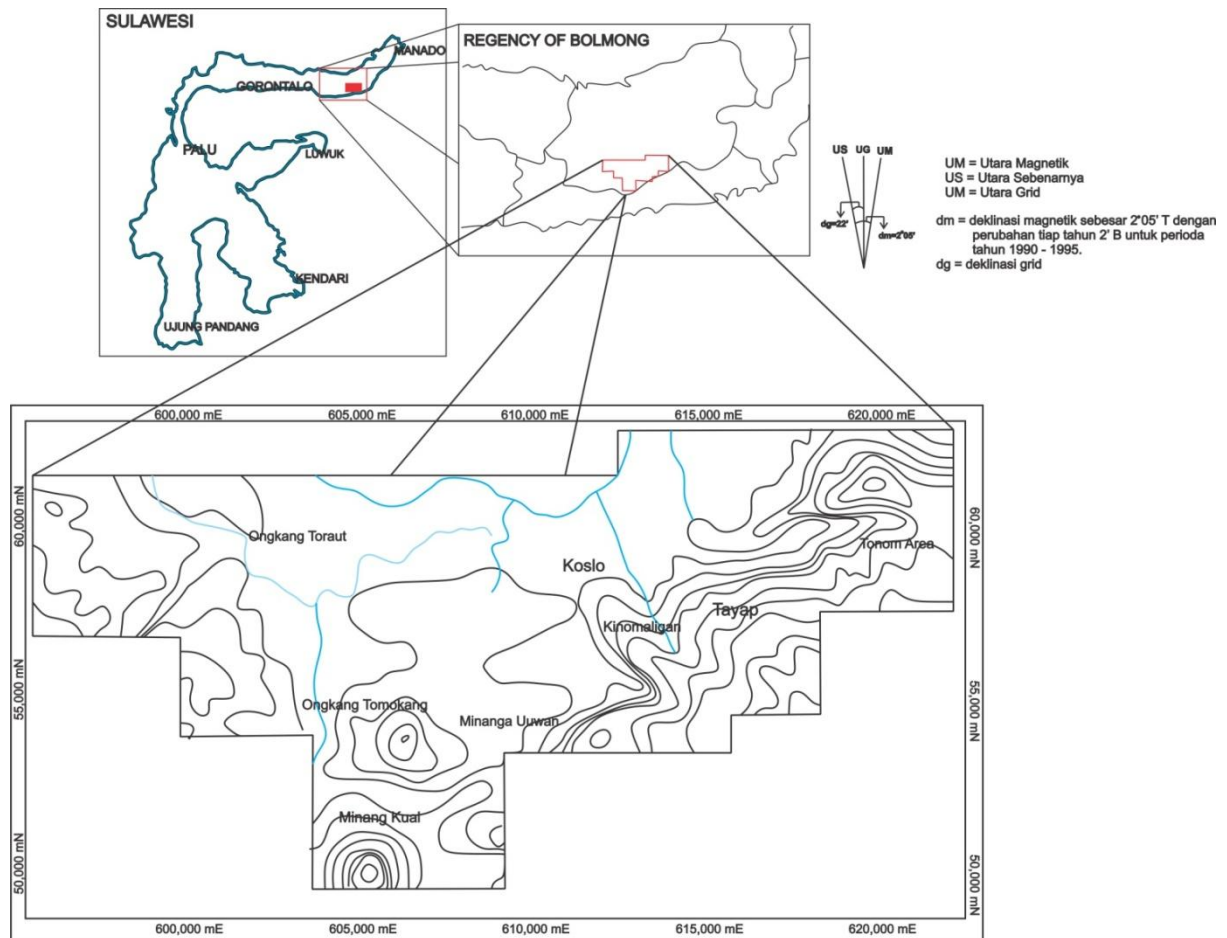 SULAWESI
MANADO
GORONTALO
PALU
LUWUK
KENDARI
UJUNG PANDANG
REGENCY OF BOLMONG
US UG UM
dg=22'
dm=2°05'
UM = Utara Magnetik
US = Utara Sebenarnya
UM = Utara Grid
dm = deklinasi magnetik sebesar 2°05' T dengan
perubahan tiap tahun 2' B untuk perioda
tahun 1990 - 1995.
dg = deklinasi grid
600,000 mE 605,000 mE 610,000 mE 615,000 mE 620,000 mE
60,000 mN
60,000 mN
Ongkang Toraut
Tonom Area
Koslo
Tayap
Kinomaligan
55,000 mN
55,000 mN
Ongkang Tomokang
Minanga Uuwan
Minang Kual
50,000 mN
50,000 mN
600,000 mE 605,000 mE 610,000 mE 615,000 mE 620,000 mE